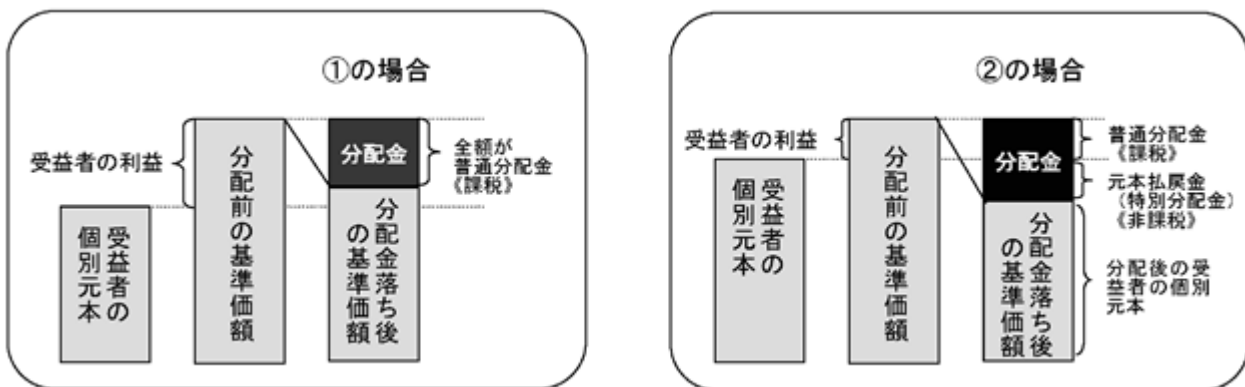 ①の場合
受益者の利益
受益者の
個別元本
分配前の基準価額
分配金
分配金落ち後
の基準価額
全額が
普通分配金
《課税》
②の場合
受益者の利益
受益者の
個別元本
分配前の基準価額
分配金
分配金落ち後
の基準価額
普通分配金
《課税》
元本払戻金
(特別分配金)
《非課税》
分配後の受
益者の個別
元本